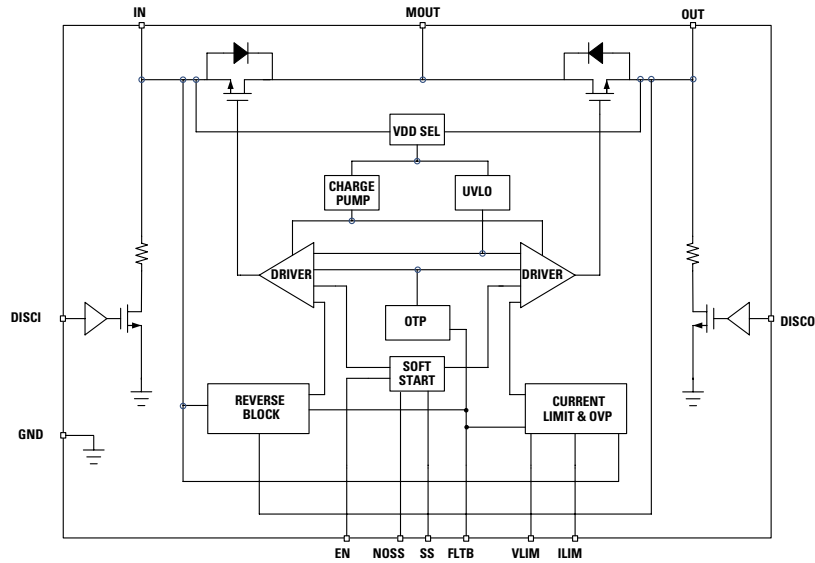 IN
MOUT
OUT
VDD SEL
CHARGE
PUMP
UVLO
DRIVER
DRIVER
DISCI
DISCO
OTP
SOFT
START
REVERSE
BLOCK
CURRENT
LIMIT & OVP
GND
EN
NOSS
SS
FLTB
VLIM
ILIM